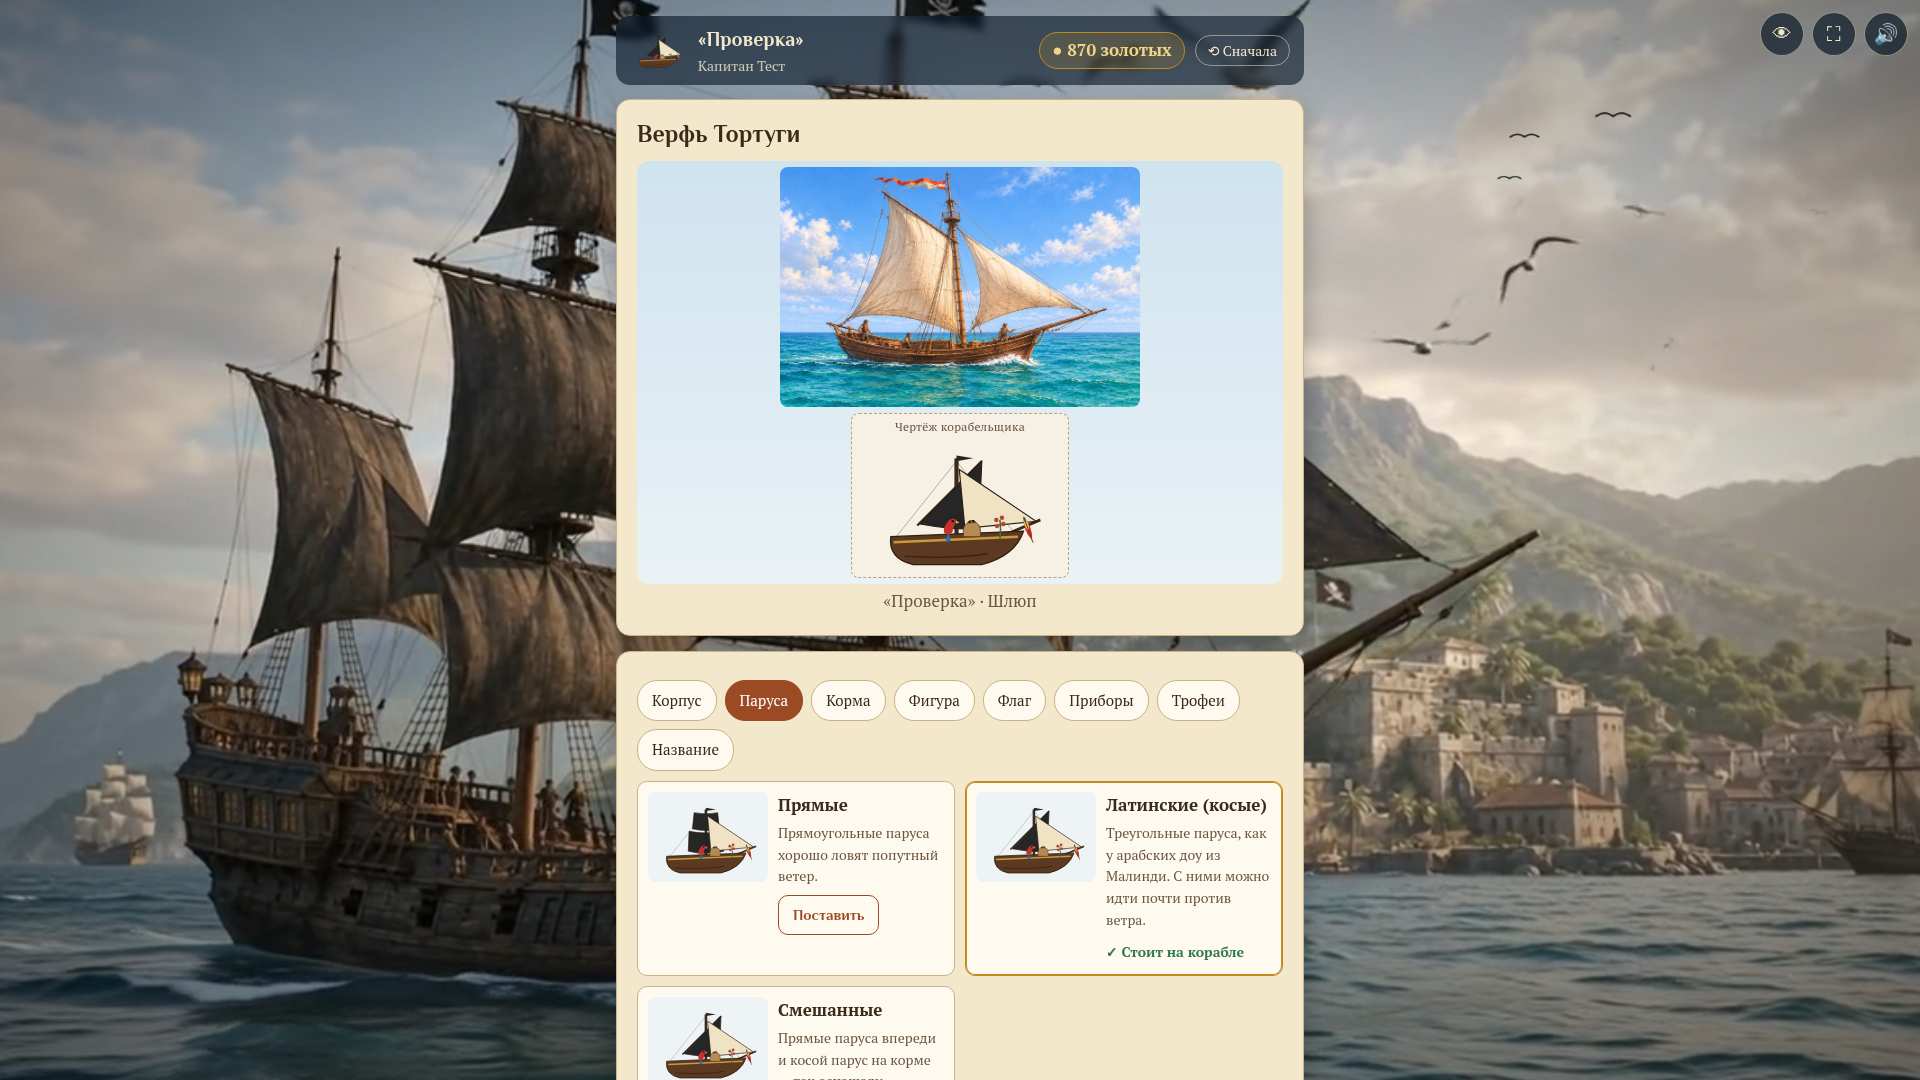 «Проверка»
Капитан Тест
● 870 золотых
⟲ Сначала
Верфь Тортуги
Чертёж корабельщика
«Проверка» · Шлюп
Корпус
Паруса
Корма
Фигура
Флаг
Приборы
Трофеи
Название
Прямые
Прямоугольные паруса
хорошо ловят попутный
ветер.
Поставить
Латинские (косые)
Треугольные паруса, как
у арабских доу из
Малинди. С ними можно
идти почти против
ветра.
✓ Стоит на корабле
Смешанные
Прямые паруса впереди
и косой парус на корме